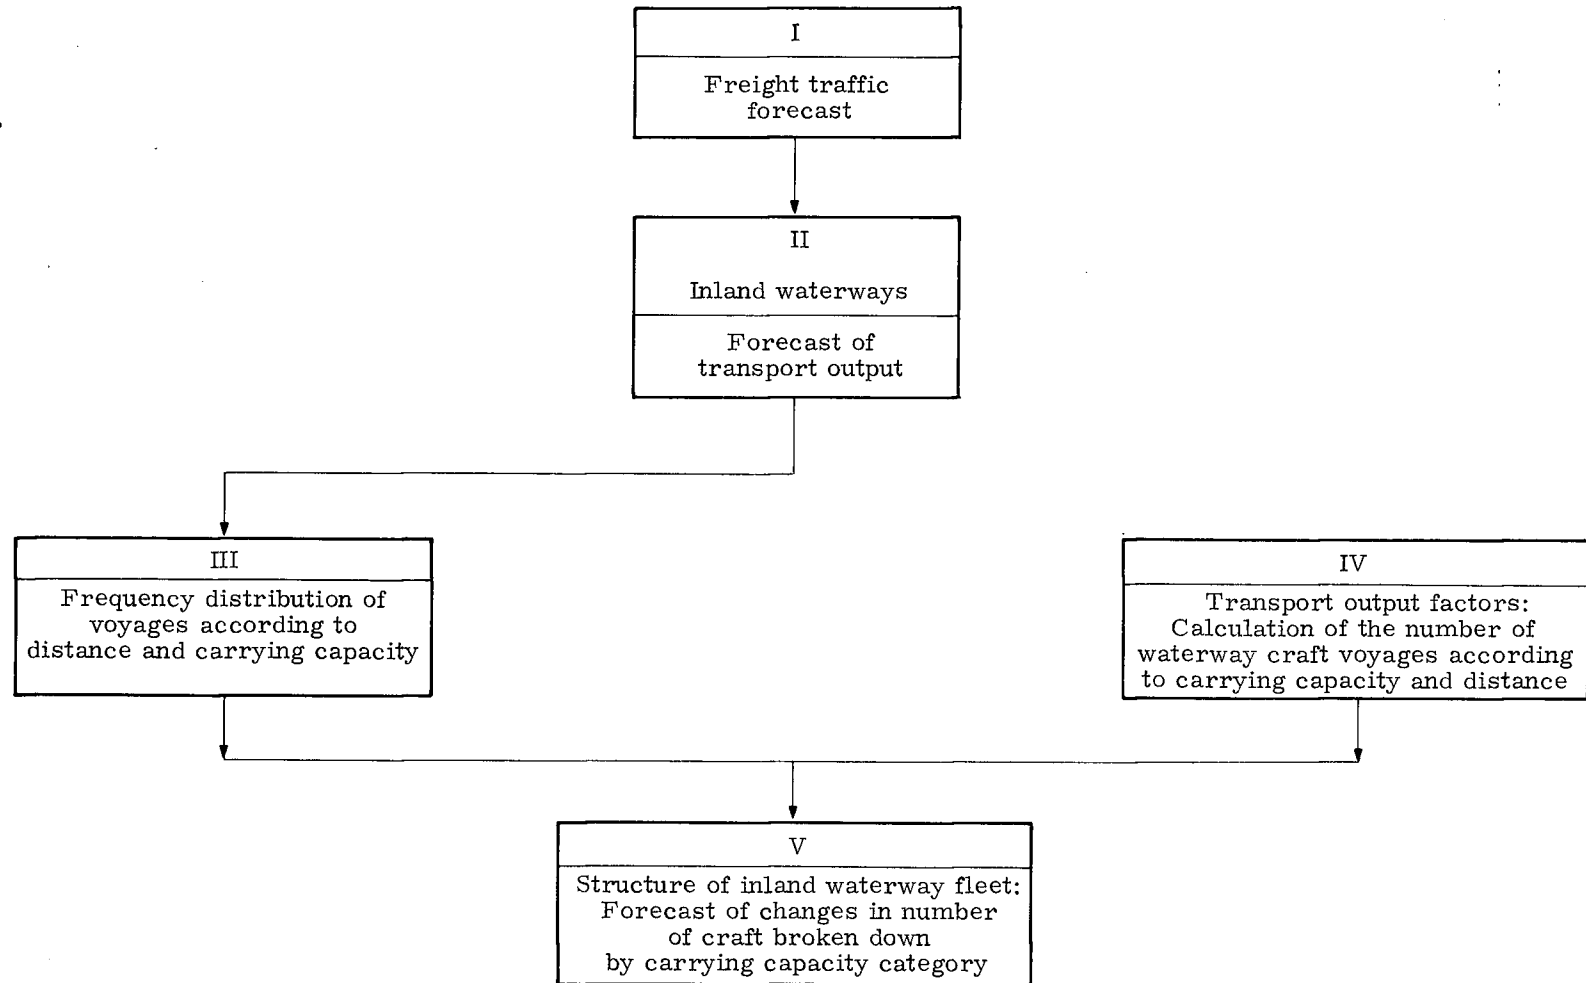 I
Freight traffic
forecast
II
Inland waterways
Forecast of
transport output
III
Frequency distribution of
voyages according to
distance and carrying capacity
IV
Transport output factors:
Calculation of the number of
waterway craft voyages according
to carrying capacity and distance
V
Structure of inland waterway fleet:
Forecast of changes in number
of craft broken down
by carrying capacity category